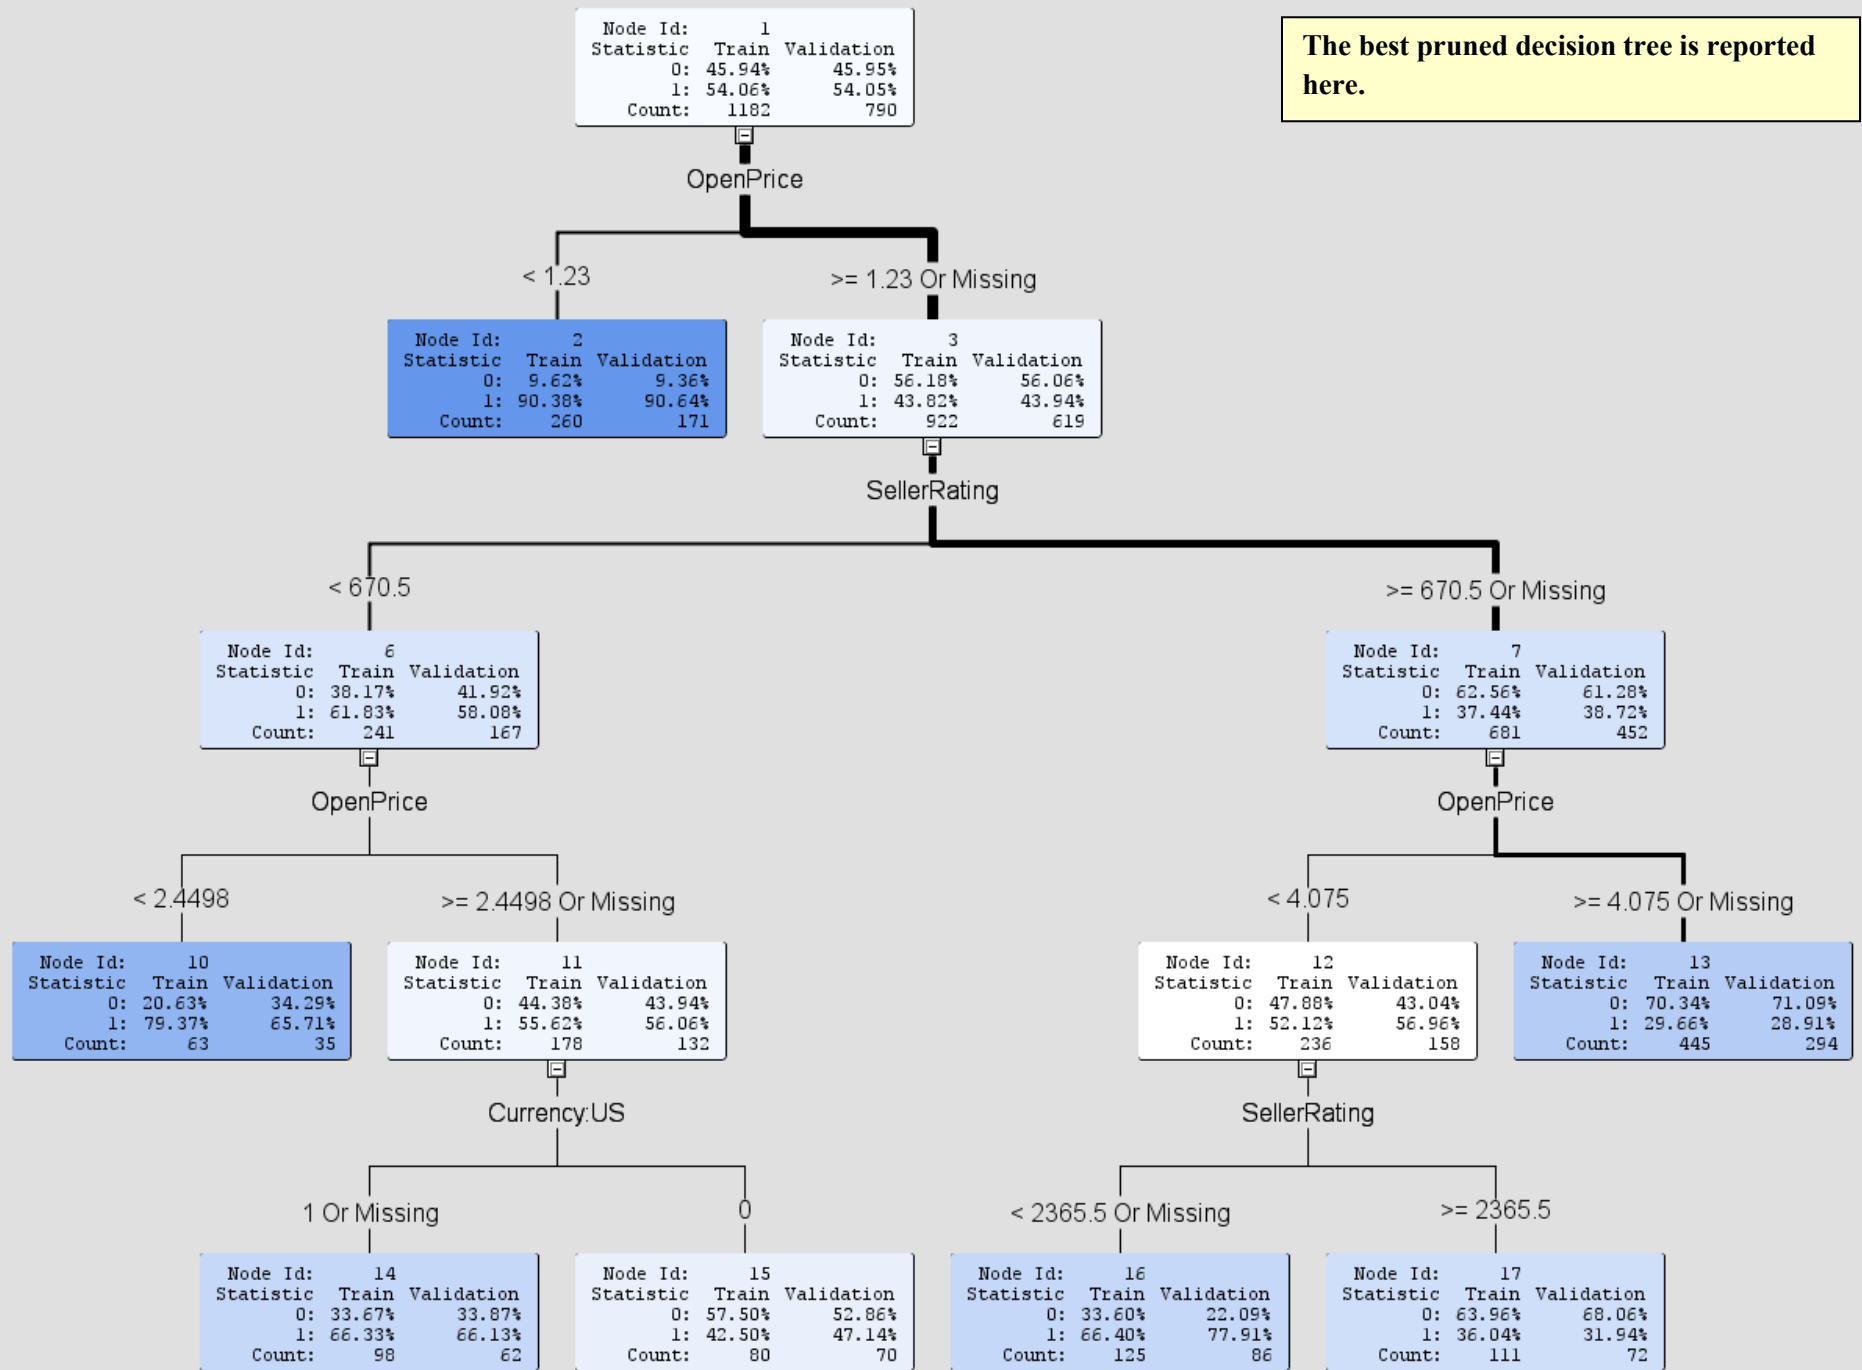 The best pruned decision tree is reported
here.
Node Id: 1
Statistic Train Validation
0: 45.94% 45.95%
1: 54.06% 54.05%
Count: 1182 790
OpenPrice
< 1.23
>= 1.23 Or Missing
Node Id: 2
Statistic Train Validation
0: 9.62% 9.36%
1: 90.38% 90.64%
Count: 260 171
Node Id: 3
Statistic Train Validation
0: 56.18% 56.06%
1: 43.82% 43.94%
Count: 922 619
SellerRating
< 670.5
>= 670.5 Or Missing
Node Id: 6
Statistic Train Validation
0: 38.17% 41.92%
1: 61.83% 58.08%
Count: 241 167
Node Id: 7
Statistic Train Validation
0: 62.56% 61.28%
1: 37.44% 38.72%
Count: 681 452
OpenPrice
OpenPrice
< 2.4498
>= 2.4498 Or Missing
< 4.075
>= 4.075 Or Missing
Node Id: 10
Statistic Train Validation
0: 20.63% 34.29%
1: 79.37% 65.71%
Count: 63 35
Node Id: 11
Statistic Train Validation
0: 44.38% 43.94%
1: 55.62% 56.06%
Count: 178 132
Node Id: 12
Statistic Train Validation
0: 47.88% 43.04%
1: 52.12% 56.96%
Count: 236 158
Node Id: 13
Statistic Train Validation
0: 70.34% 71.09%
1: 29.66% 28.91%
Count: 445 294
Currency:US
SellerRating
1 Or Missing
0
< 2365.5 Or Missing
>= 2365.5
Node Id: 14
Statistic Train Validation
0: 33.67% 33.87%
1: 66.33% 66.13%
Count: 98 62
Node Id: 15
Statistic Train Validation
0: 57.50% 52.86%
1: 42.50% 47.14%
Count: 80 70
Node Id: 16
Statistic Train Validation
0: 33.60% 22.09%
1: 66.40% 77.91%
Count: 125 86
Node Id: 17
Statistic Train Validation
0: 63.96% 68.06%
1: 36.04% 31.94%
Count: 111 72